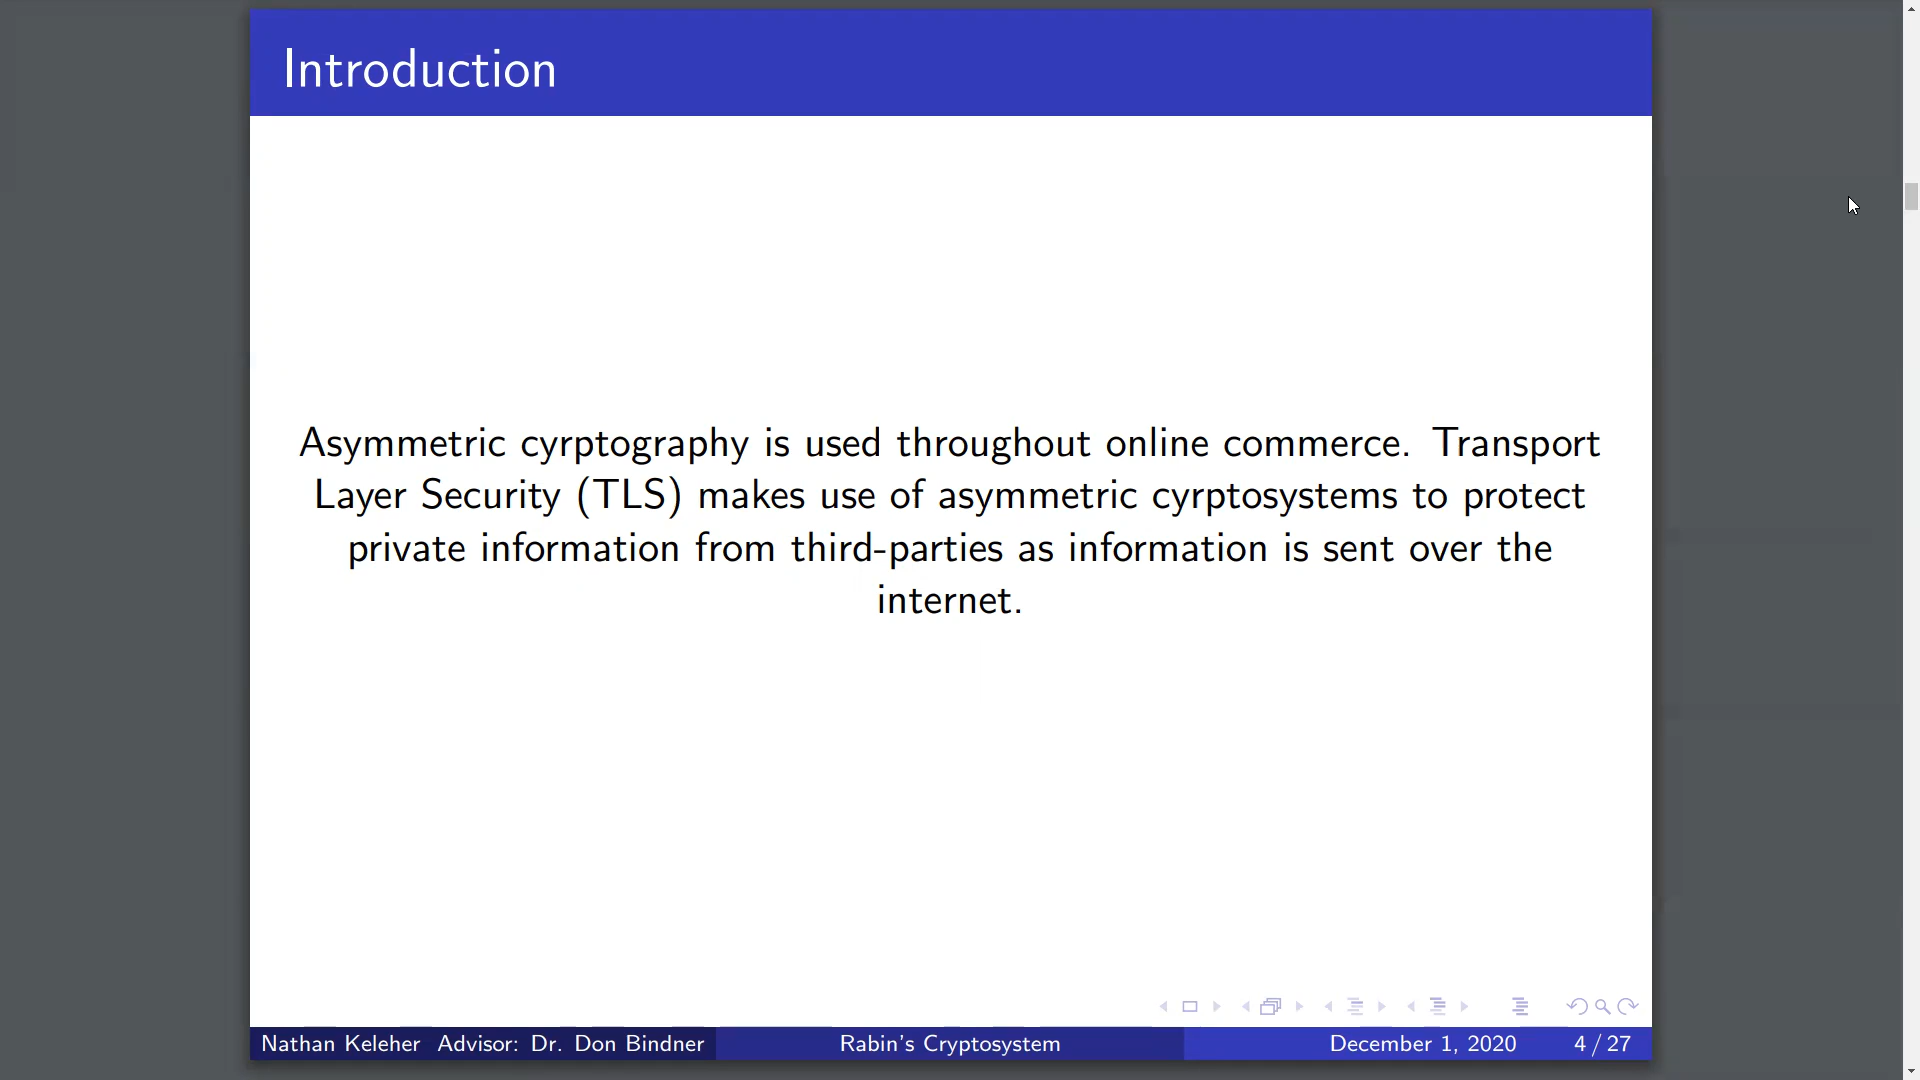 Introduction
Asymmetric cyrptography is used throughout online commerce. Transport
Layer Security (TLS) makes use of asymmetric cyrptosystems to protect
private information from third-parties as information is sent over the
internet.
Nathan Keleher Advisor: Dr. Don Bindner Rabin's Cryptosystem December 1, 2020 4 / 27